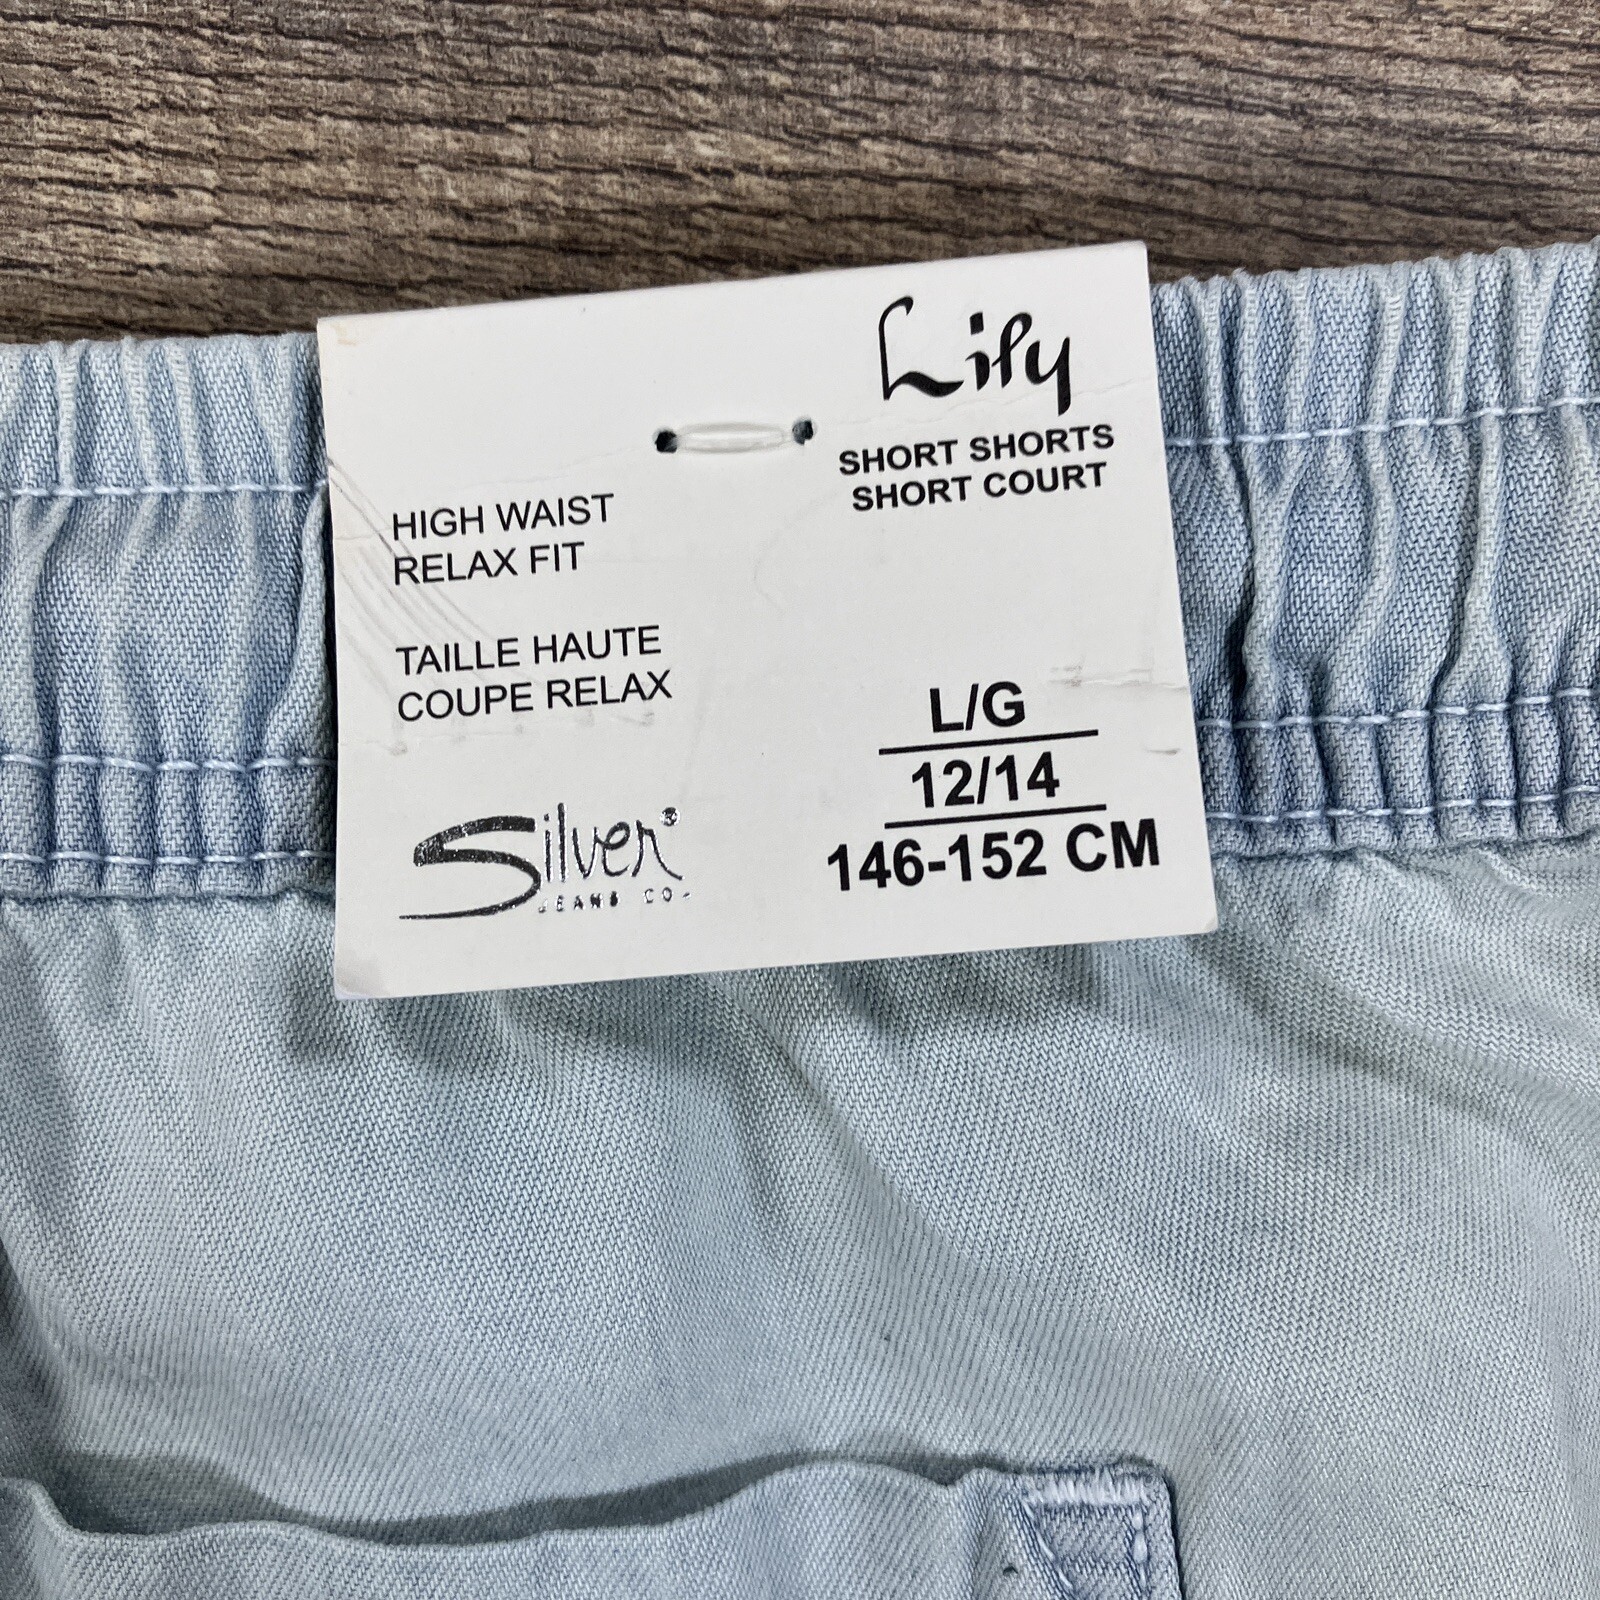 Lily
SHORT SHORTS
SHORT COURT
HIGH WAIST
RELAX FIT
TAILLE HAUTE
COUPE RELAX
L/G
12/14
146-152 CM
Silver®
JEANS CO.